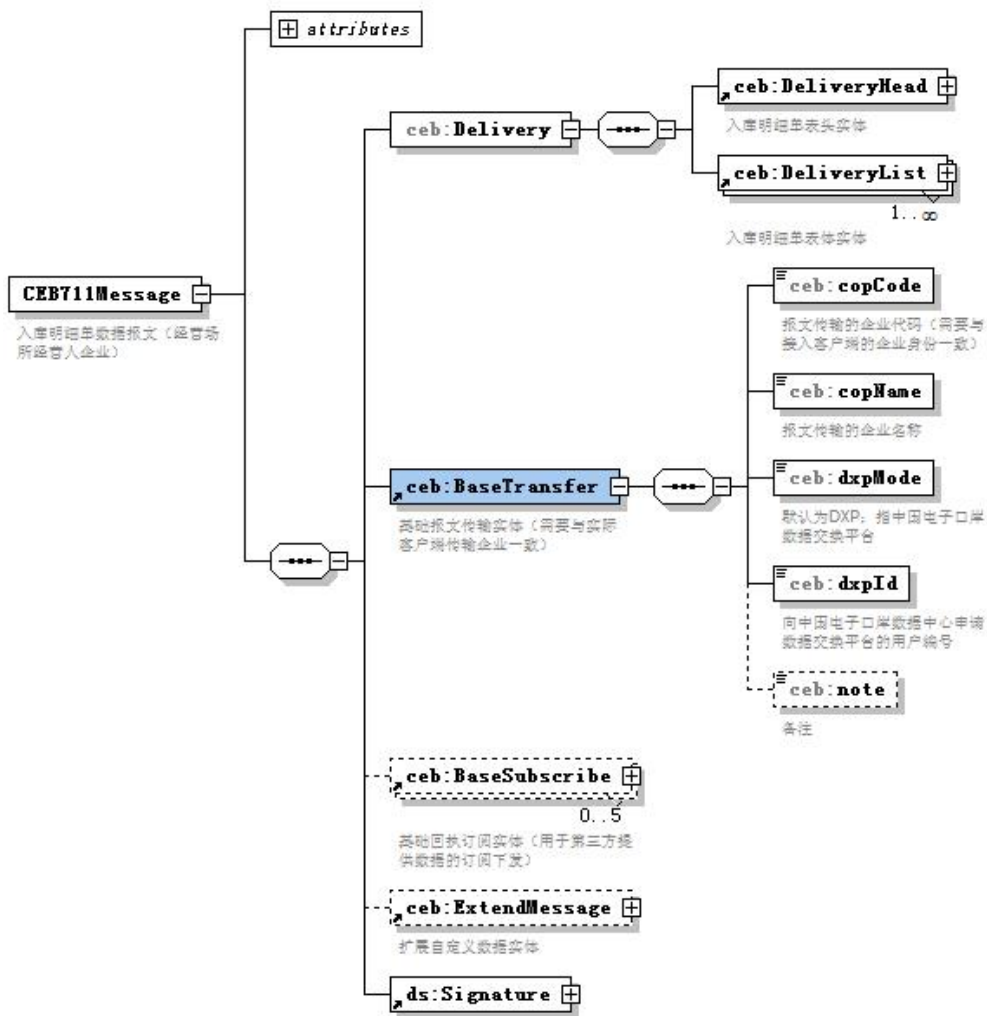 attributes
ceb:DeliveryHead
入库明细单表头实体
ceb:Delivery
ceb:DeliveryList
1..∞
入库明细单表体实体
CEB711Message
入库明细单数据报文（经营场
所经营人企业）
ceb:copCode
报文传输的企业代码（需要与
接入客户端的企业身份一致）
ceb:copName
报文传输的企业名称
ceb:BaseTransfer
基础报文传输实体（需要与实际
客户端传输企业一致）
ceb:dxpMode
默认为DXP；指中国电子口岸
数据交换平台
ceb:dxpId
向中国电子口岸数据中心申请
数据交换平台的用户编号
ceb:note
备注
ceb:BaseSubscribe
0..5
基础回执订阅实体（用于第三方提
供数据的订阅下发）
ceb:ExtendMessage
扩展自定义数据实体
ds:Signature